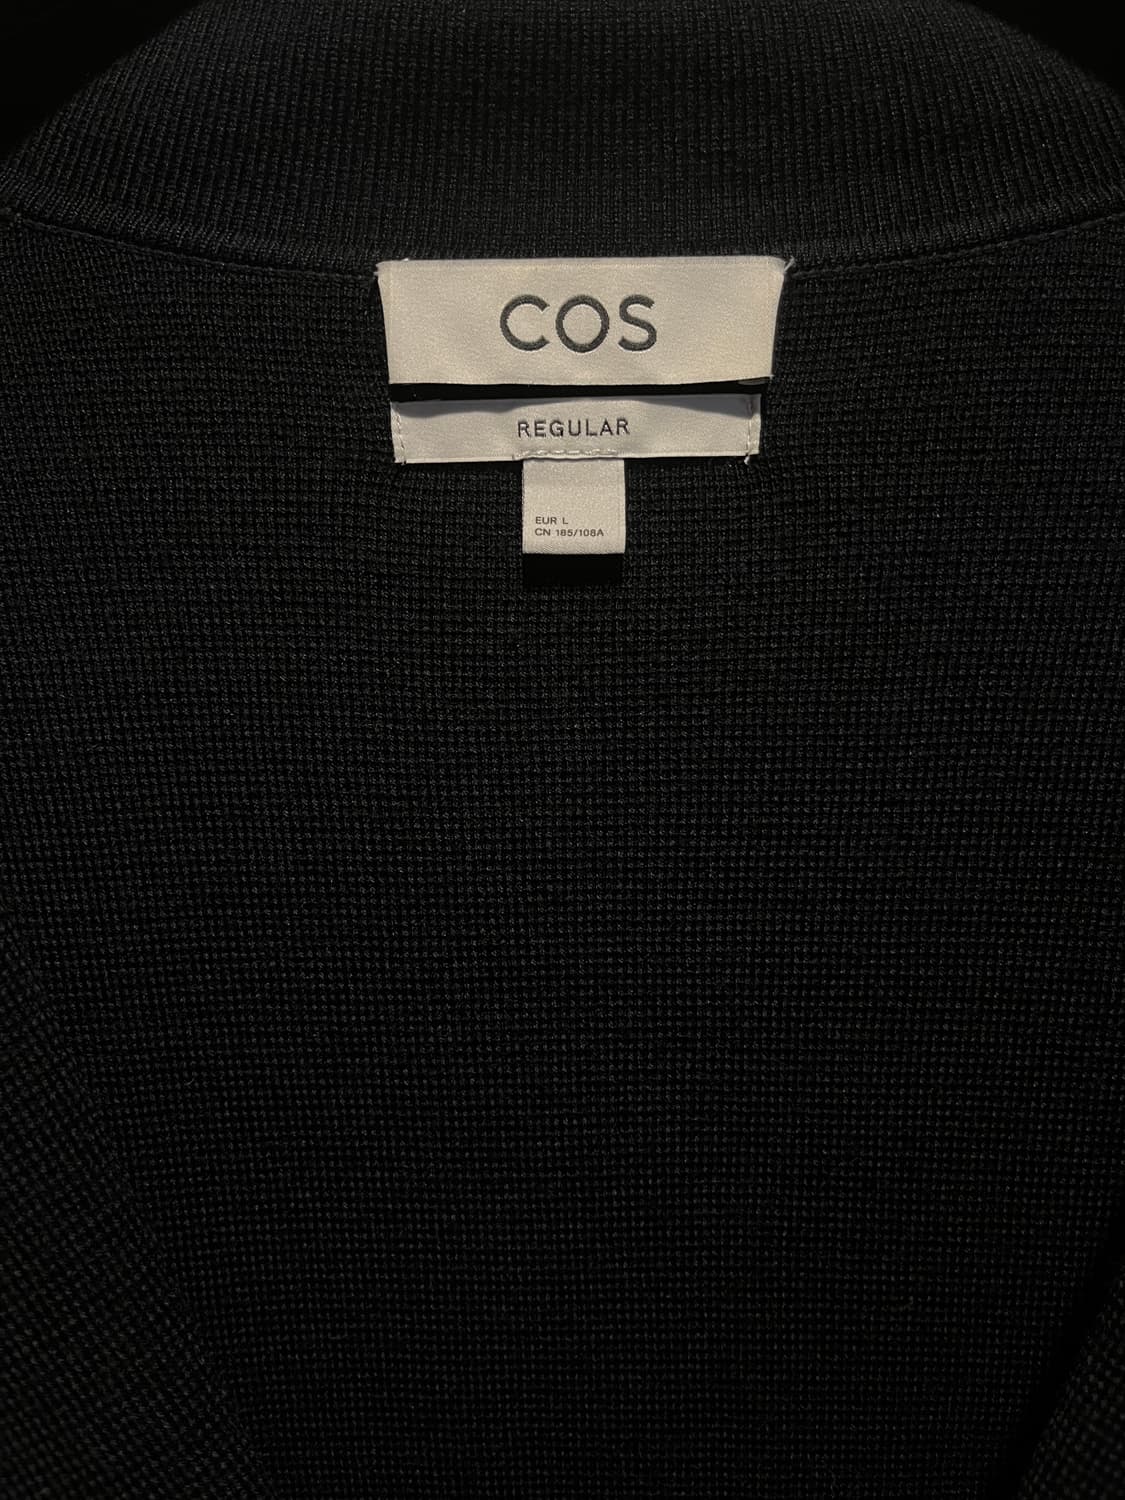 COS
REGULAR
EUR L
CN 185/108A